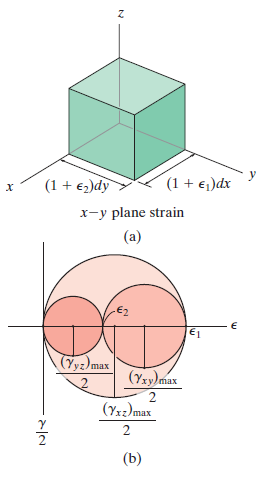 z
x
y
(1 + ϵ₂)dy
(1 + ϵ₁)dx
x–y plane strain
(a)
ϵ₂
ϵ₁
ϵ
(γyz)max
2
(γxy)max
2
(γxz)max
2
γ
2
(b)